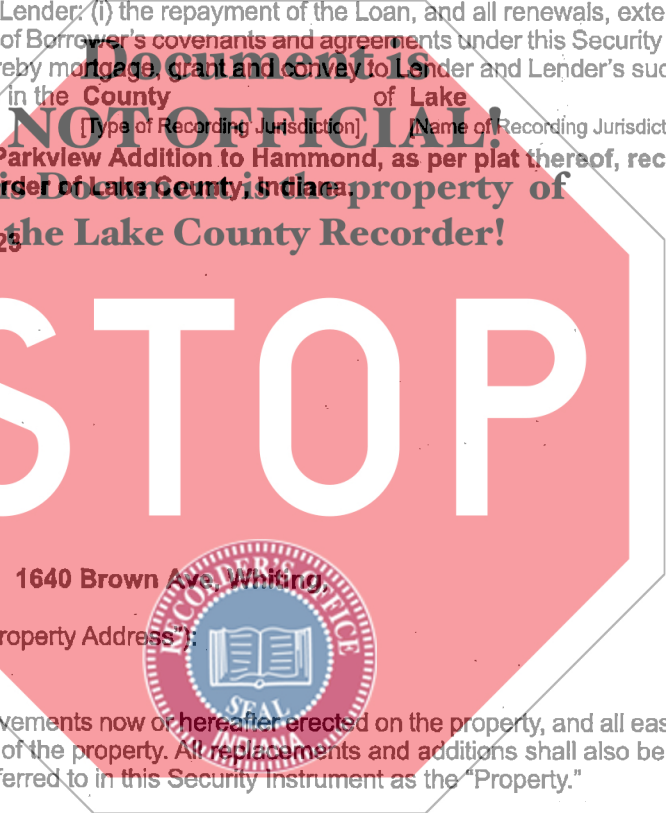 Lender: (i) the repayment of the Loan, and all renewals, exte
of Borrower's covenants and agreements under this Security
Document is
reby mortgage, grant and convey to Lender and Lender's suc
in the County of Lake
NOT OFFICIAL!
[Type of Recording Jurisdiction] [Name of Recording Jurisdict
Parkview Addition to Hammond, as per plat thereof, rec
rder of Lake County, Indiana.
is Document is the property of
the Lake County Recorder!
STOP
1640 Brown Ave, Whiting,
RECORDER'S OFFICE
roperty Address"):
SEAL
INDIANA
vements now or hereafter erected on the property, and all eas
of the property. All replacements and additions shall also be
ferred to in this Security Instrument as the "Property."